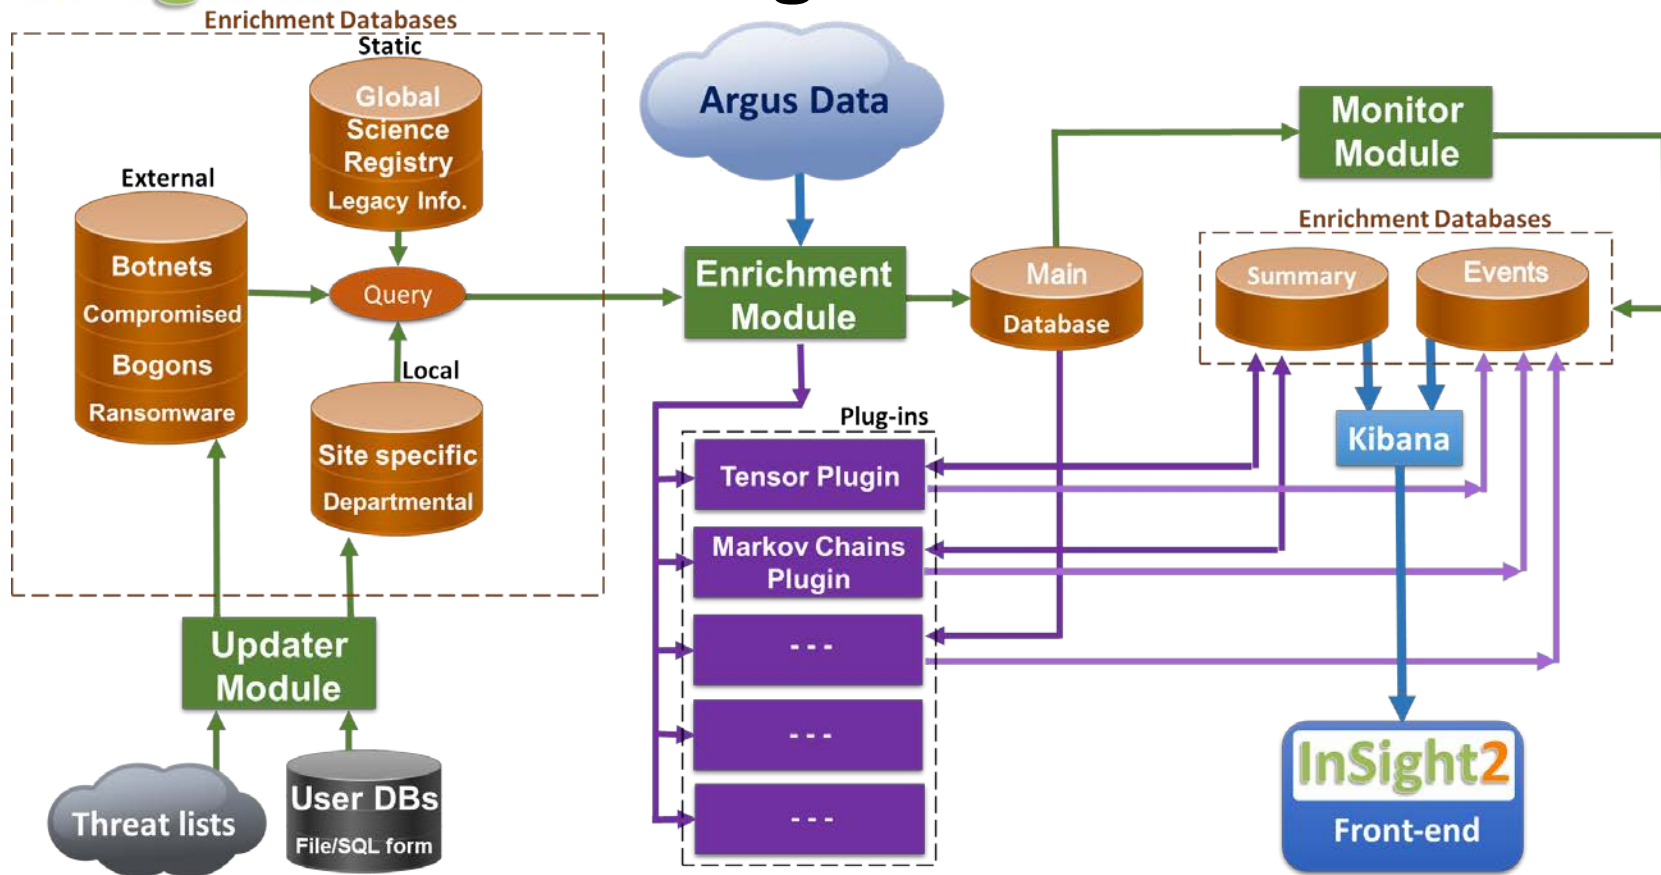 Enrichment Databases
Static
Global
Science
Registry
Legacy Info.
External
Botnets
Compromised
Bogons
Ransomware
Query
Local
Site specific
Departmental
Updater
Module
Threat lists
User DBs
File/SQL form
Argus Data
Enrichment
Module
Main
Database
Monitor
Module
Enrichment Databases
Summary
Events
Kibana
Plug-ins
Tensor Plugin
Markov Chains
Plugin
- - -
- - -
- - -
InSight2
Front-end